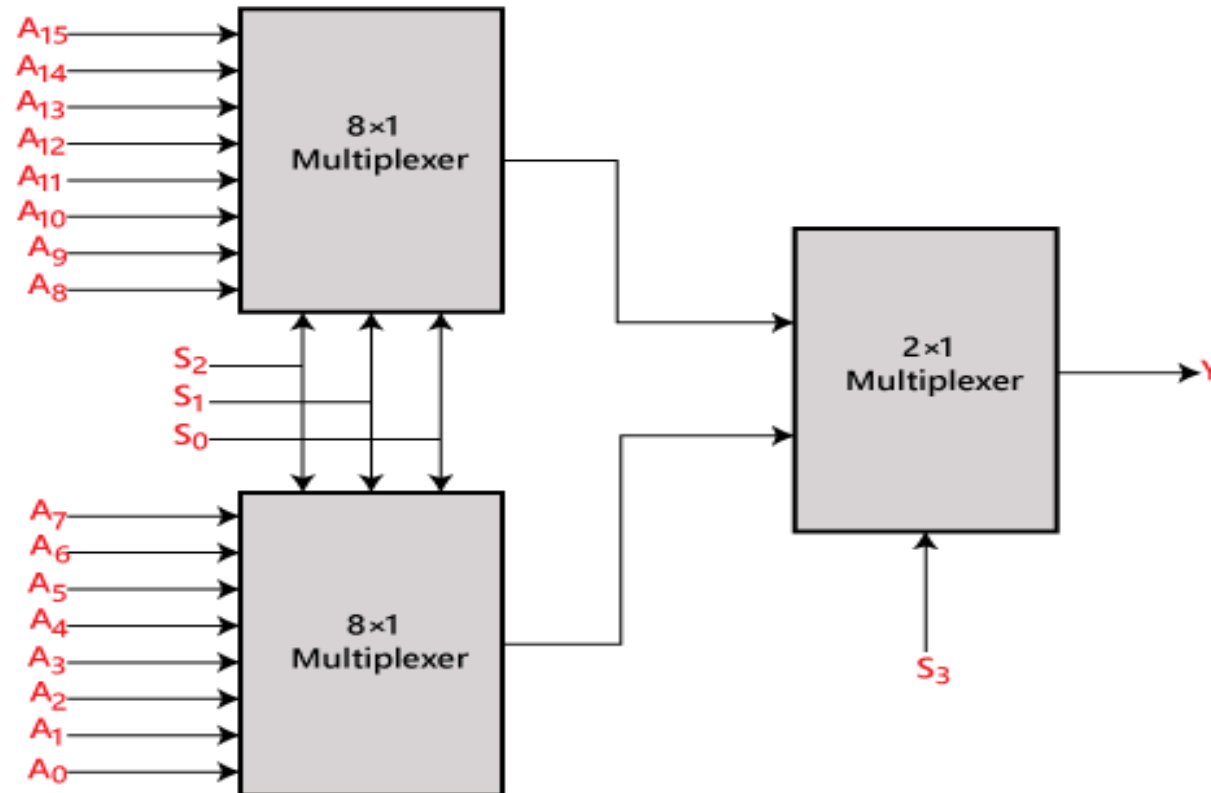 A₁₅
A₁₄
A₁₃
A₁₂
A₁₁
A₁₀
A₉
A₈
8×1
Multiplexer
S₂
S₁
S₀
A₇
A₆
A₅
A₄
A₃
A₂
A₁
A₀
8×1
Multiplexer
2×1
Multiplexer
Y
S₃